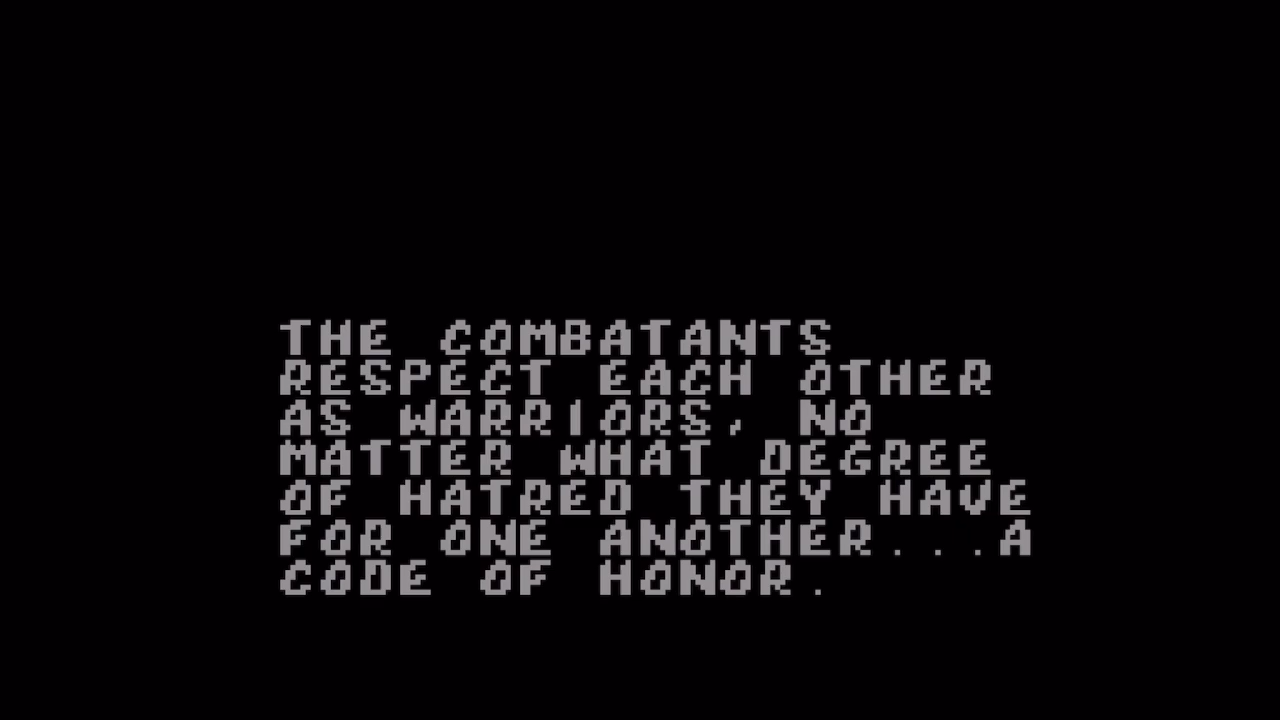 THE COMBATANTS
RESPECT EACH OTHER
AS WARRIORS, NO
MATTER WHAT DEGREE
OF HATRED THEY HAVE
FOR ONE ANOTHER...A
CODE OF HONOR.